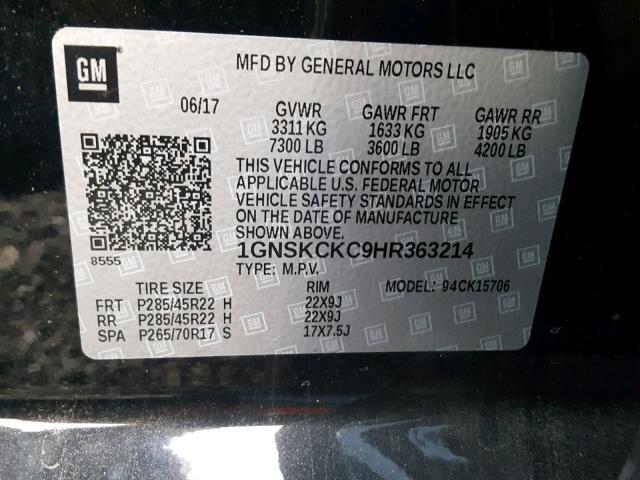 GM
MFD BY GENERAL MOTORS LLC
06/17 GVWR GAWR FRT GAWR RR
3311 KG 1633 KG 1905 KG
7300 LB 3600 LB 4200 LB
THIS VEHICLE CONFORMS TO ALL
APPLICABLE U.S. FEDERAL MOTOR
VEHICLE SAFETY STANDARDS IN EFFECT
ON THE DATE OF MANUFACTURE
SHOWN ABOVE.
8555 1GNSKCKC9HR363214
TYPE: M.P.V. MODEL: 94CK15706
TIRE SIZE RIM
FRT P285/45R22 H 22X9J
RR P285/45R22 H 22X9J
SPA P265/70R17 S 17X7.5J